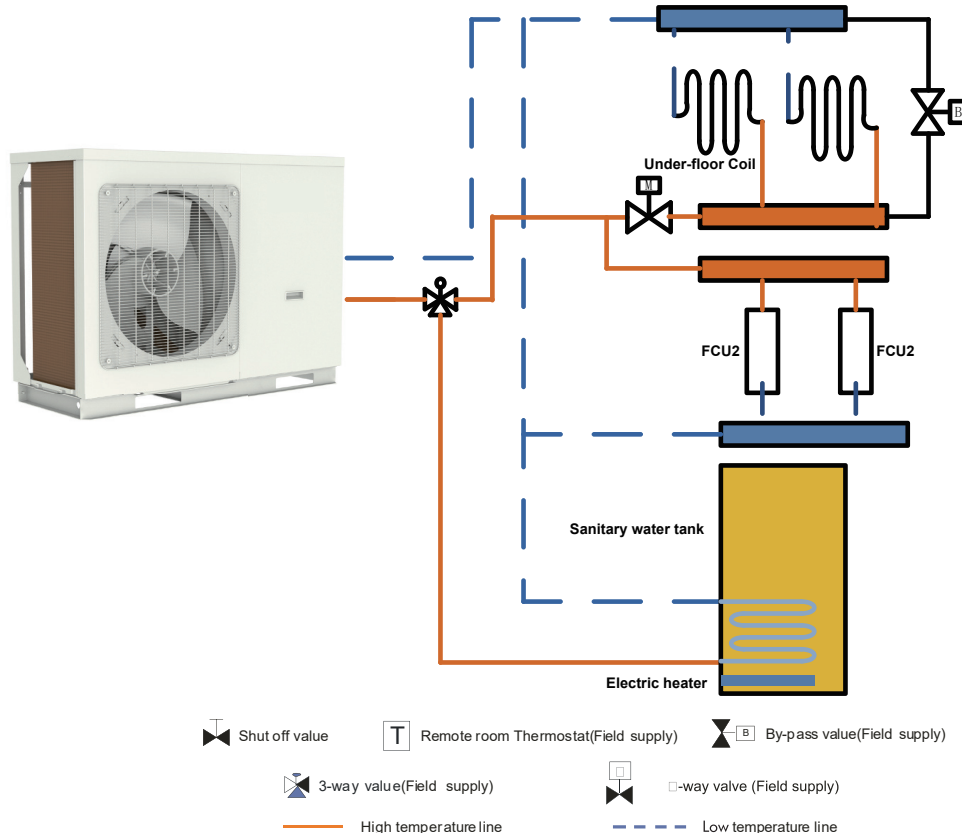 B
Under-floor Coil
M
FCU2
FCU2
Sanitary water tank
Electric heater
Shut off value
T Remote room Thermostat(Field supply)
B By-pass value(Field supply)
3-way value(Field supply)
□-way valve (Field supply)
High temperature line
Low temperature line